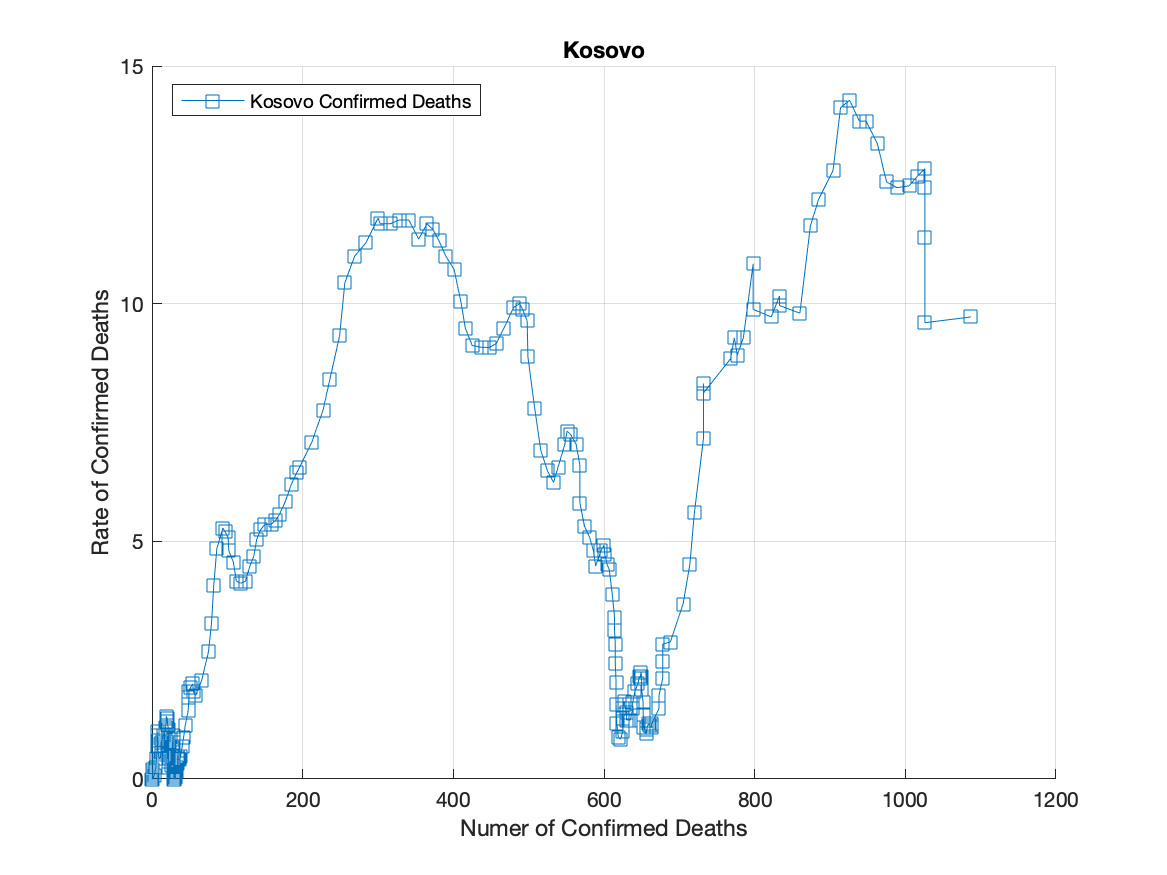 Kosovo
Kosovo Confirmed Deaths
15
10
5
0
Rate of Confirmed Deaths
0 200 400 600 800 1000 1200
Numer of Confirmed Deaths